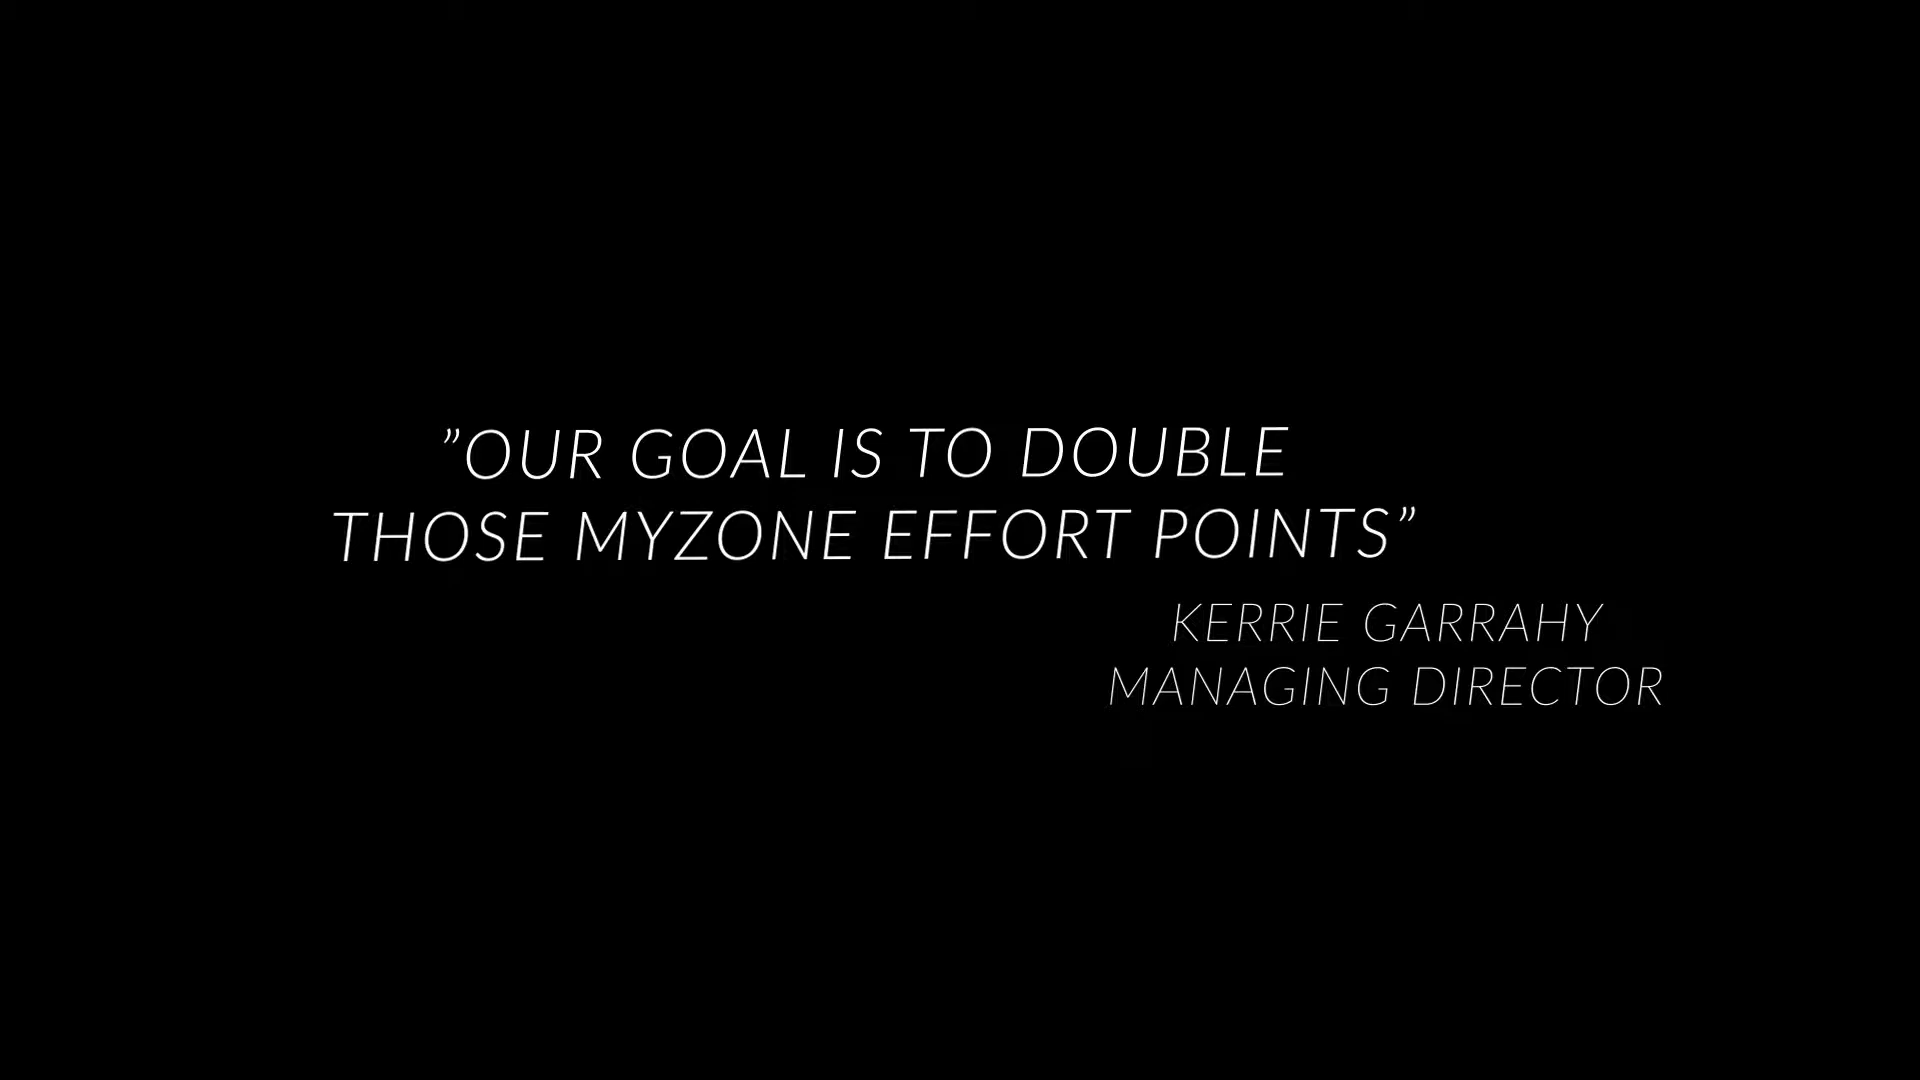 ”OUR GOAL IS TO DOUBLE
THOSE MYZONE EFFORT POINTS”
KERRIE GARRAHY
MANAGING DIRECTOR